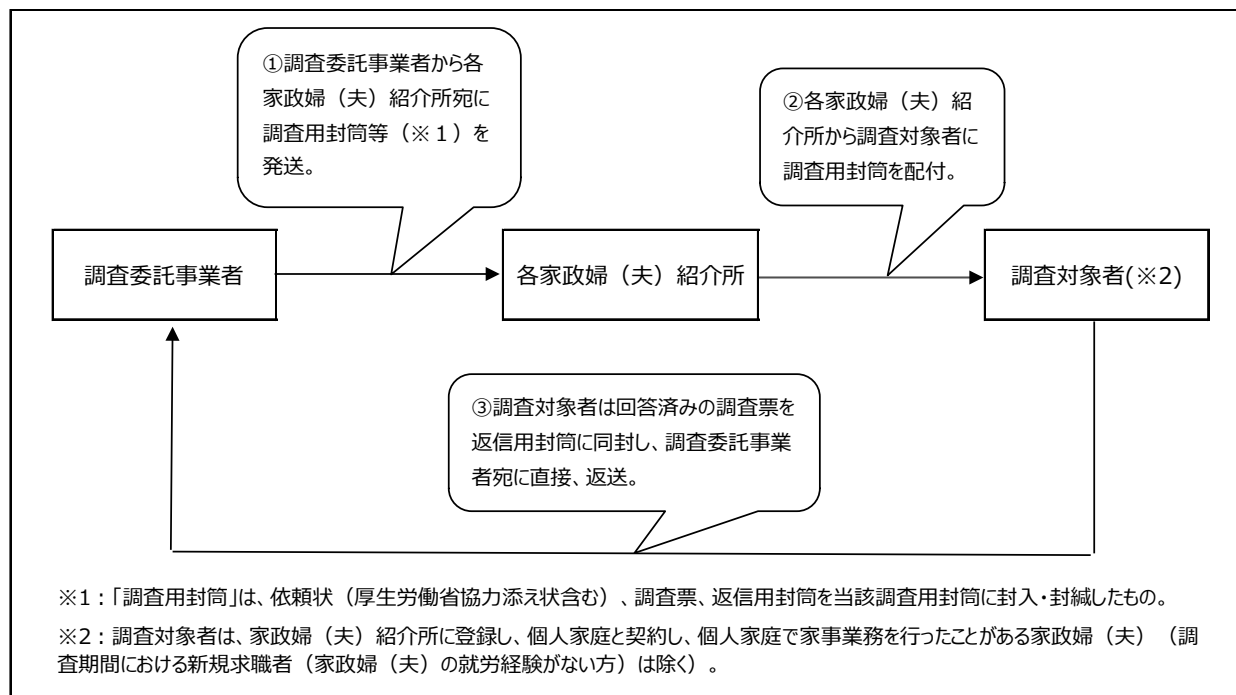 ①調査委託事業者から各
家政婦（夫）紹介所宛に
調査用封筒等（※１）を
発送。
②各家政婦（夫）紹
介所から調査対象者に
調査用封筒を配付。
調査委託事業者
各家政婦（夫）紹介所
調査対象者(※2)
③調査対象者は回答済みの調査票を
返信用封筒に同封し、調査委託事業
者宛に直接、返送。
※1：「調査用封筒」は、依頼状（厚生労働省協力添え状含む）、調査票、返信用封筒を当該調査用封筒に封入・封緘したもの。
※2：調査対象者は、家政婦（夫）紹介所に登録し、個人家庭と契約し、個人家庭で家事業務を行ったことがある家政婦（夫）（調
査期間における新規求職者（家政婦（夫）の就労経験がない方）は除く）。